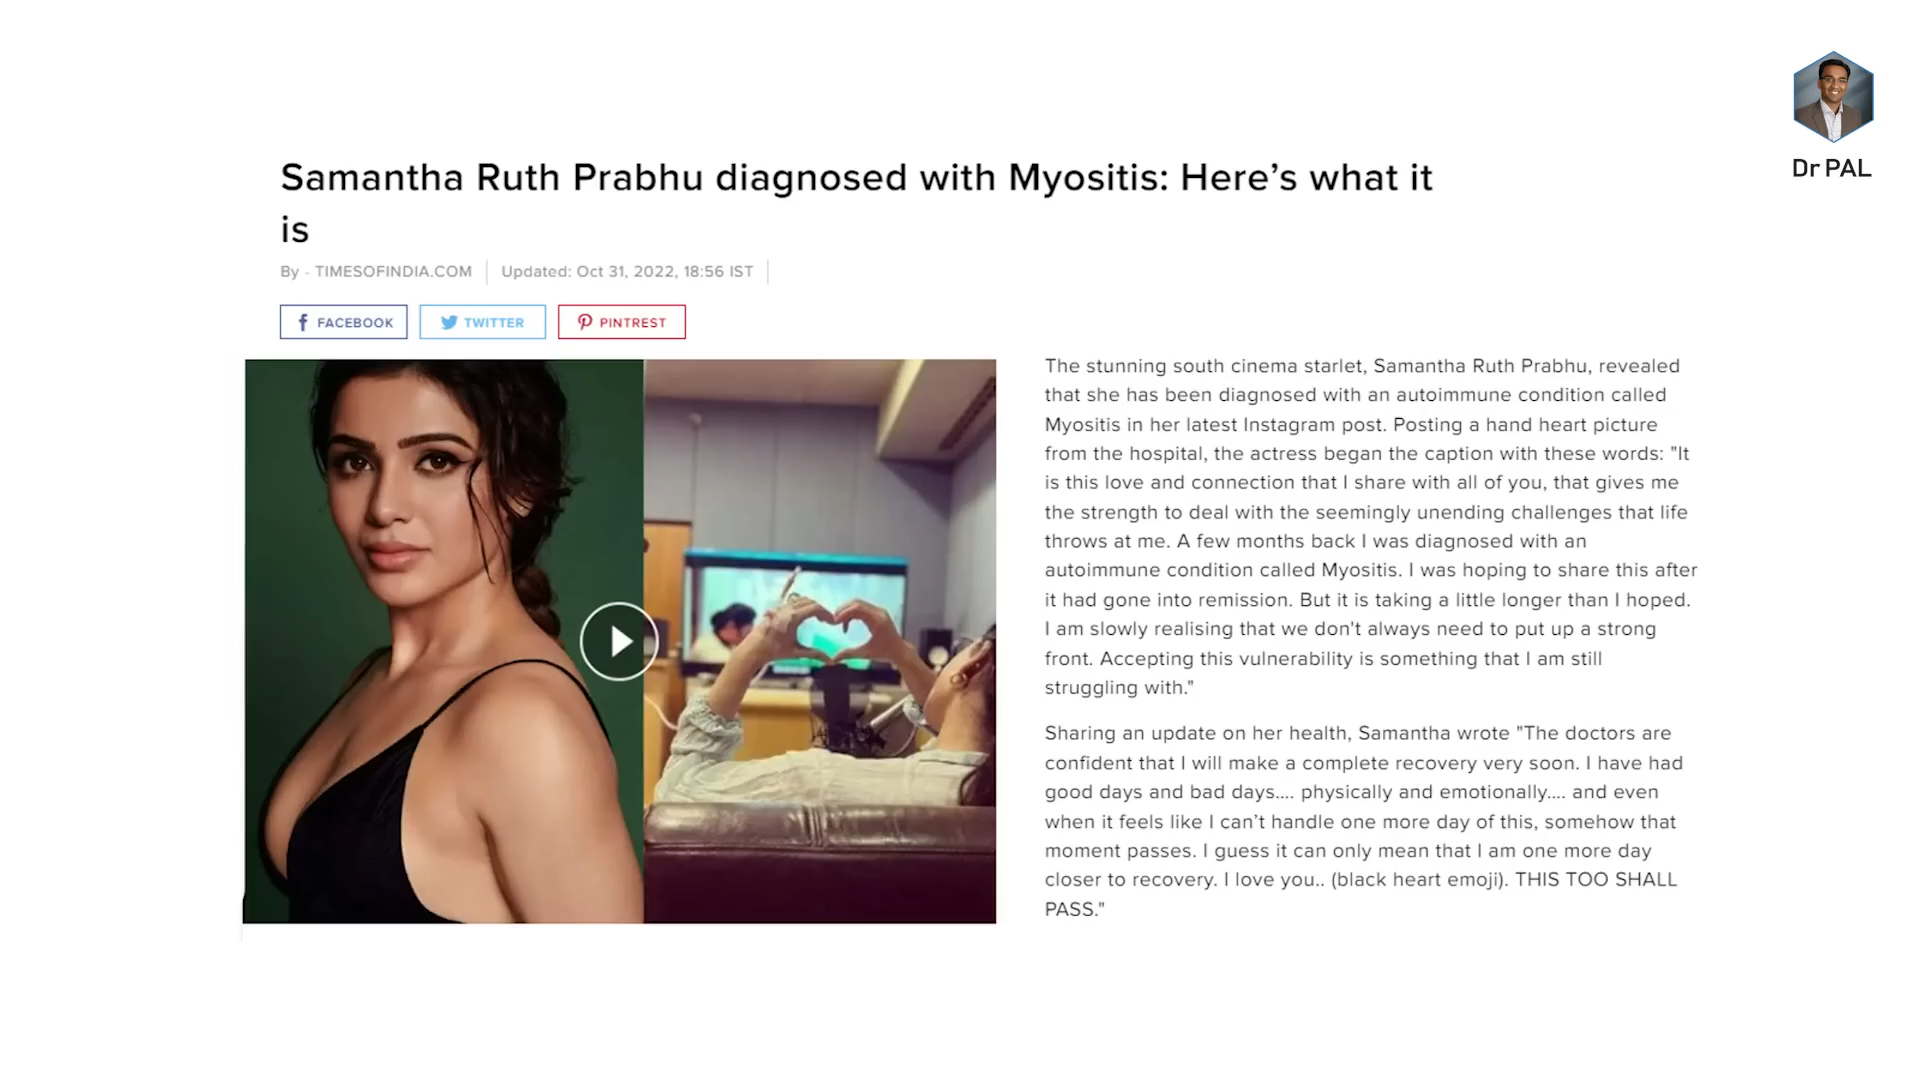 Dr PAL
Samantha Ruth Prabhu diagnosed with Myositis: Here’s what it
is
By - TIMESOFINDIA.COM Updated: Oct 31, 2022, 18:56 IST
FACEBOOK TWITTER PINTREST
The stunning south cinema starlet, Samantha Ruth Prabhu, revealed
that she has been diagnosed with an autoimmune condition called
Myositis in her latest Instagram post. Posting a hand heart picture
from the hospital, the actress began the caption with these words: "It
is this love and connection that I share with all of you, that gives me
the strength to deal with the seemingly unending challenges that life
throws at me. A few months back I was diagnosed with an
autoimmune condition called Myositis. I was hoping to share this after
it had gone into remission. But it is taking a little longer than I hoped.
I am slowly realising that we don't always need to put up a strong
front. Accepting this vulnerability is something that I am still
struggling with."
Sharing an update on her health, Samantha wrote "The doctors are
confident that I will make a complete recovery very soon. I have had
good days and bad days.... physically and emotionally.... and even
when it feels like I can’t handle one more day of this, somehow that
moment passes. I guess it can only mean that I am one more day
closer to recovery. I love you.. (black heart emoji). THIS TOO SHALL
PASS."